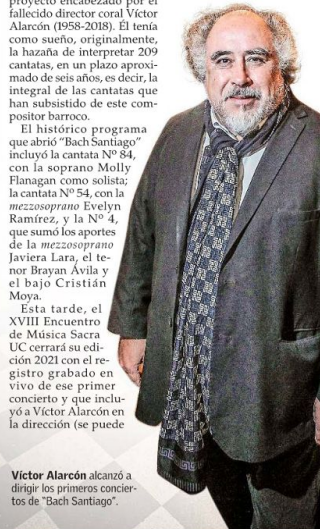 proyecto encabezado por el
fallecido director coral Víctor
Alarcón (1958-2018). Él tenía
como sueño, originalmente,
la hazaña de interpretar 209
cantatas, en un plazo aproxi-
mado de seis años, es decir, la
integral de las cantatas que
han subsistido de este com-
positor barroco.
El histórico programa
que abrió “Bach Santiago”
incluyó la cantata Nº 84,
con la soprano Molly
Flanagan como solista;
la cantata Nº 54, con la
mezzosoprano Evelyn
Ramírez, y la Nº 4,
que sumó los aportes
de la mezzosoprano
Javiera Lara, el te-
nor Brayan Ávila y
el bajo Cristián
Moya.
Esta tarde, el
XVIII Encuentro
de Música Sacra
UC cerrará su edi-
ción 2021 con el re-
gistro grabado en
vivo de ese primer
concierto y que inclu-
yó a Víctor Alarcón en
la dirección (se puede
Víctor Alarcón alcanzó a
dirigir los primeros concier-
tos de "Bach Santiago".